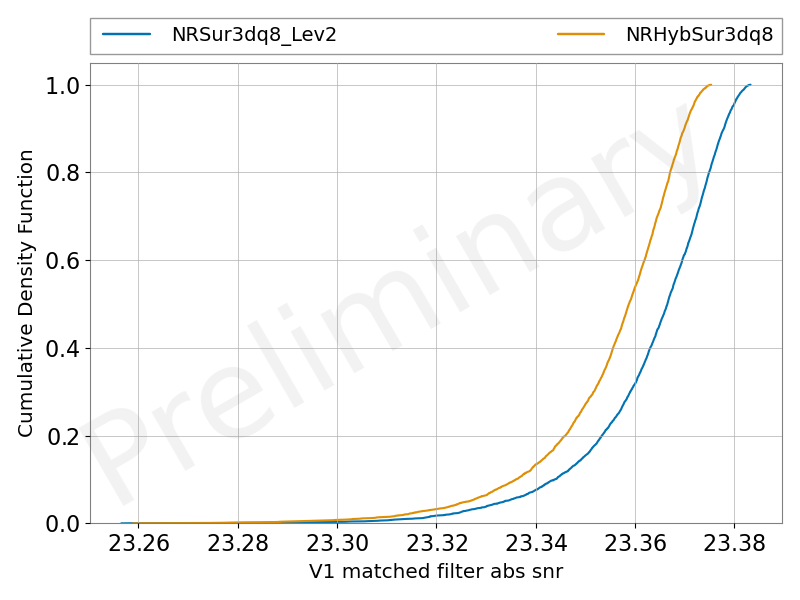 NRSur3dq8_Lev2 NRHybSur3dq8
1.0
0.8
0.6
0.4
0.2
0.0
Cumulative Density Function
Preliminary
23.26 23.28 23.30 23.32 23.34 23.36 23.38
V1 matched filter abs snr